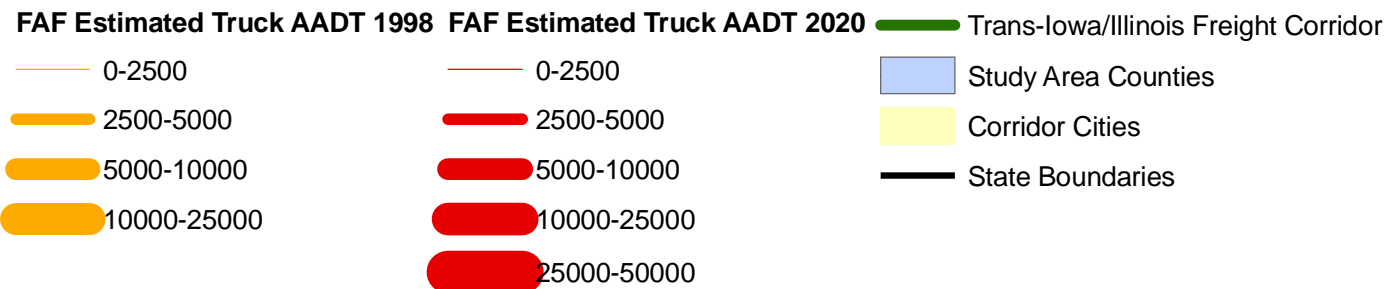 FAF Estimated Truck AADT 1998
0-2500
2500-5000
5000-10000
10000-25000
FAF Estimated Truck AADT 2020
0-2500
2500-5000
5000-10000
10000-25000
25000-50000
Trans-Iowa/Illinois Freight Corridor
Study Area Counties
Corridor Cities
State Boundaries